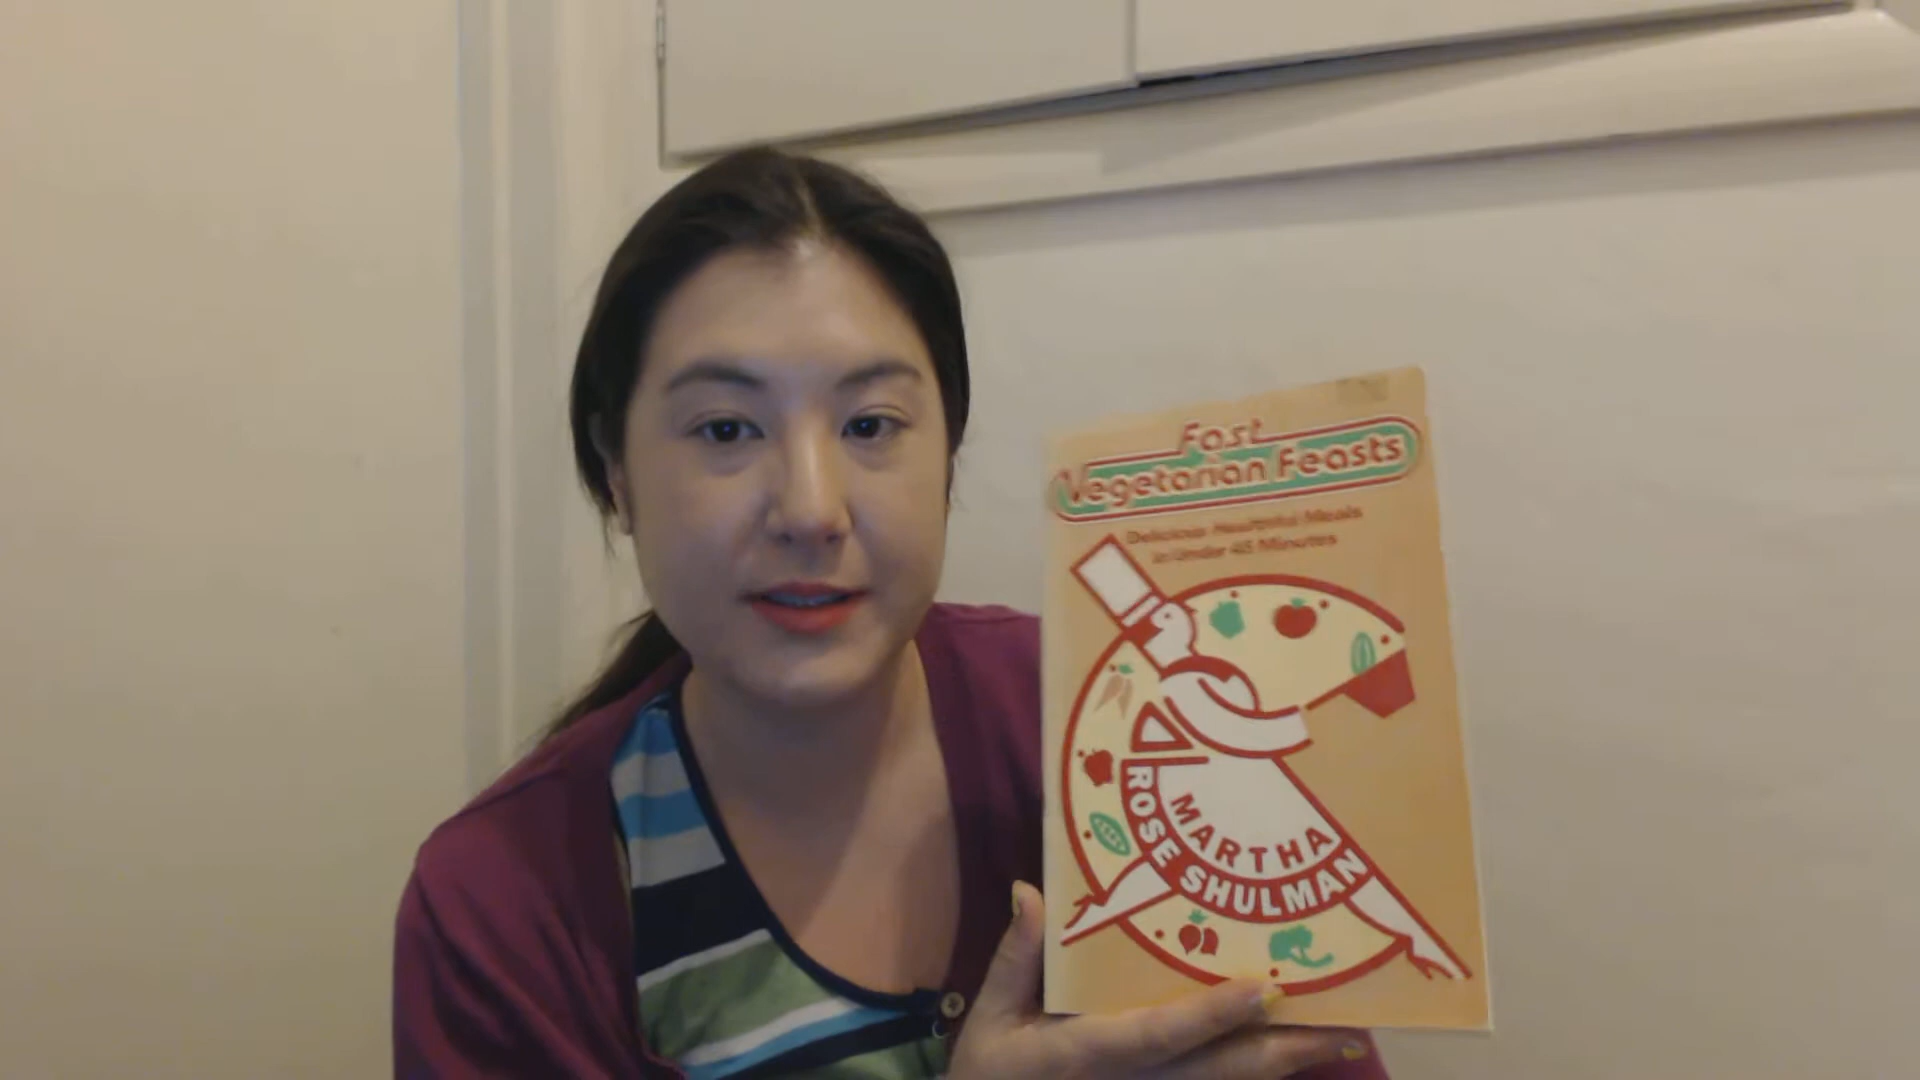 Fast
Vegetarian Feasts
Delicious Healthful Meals
in Under 45 Minutes
MARTHA
ROSE SHULMAN